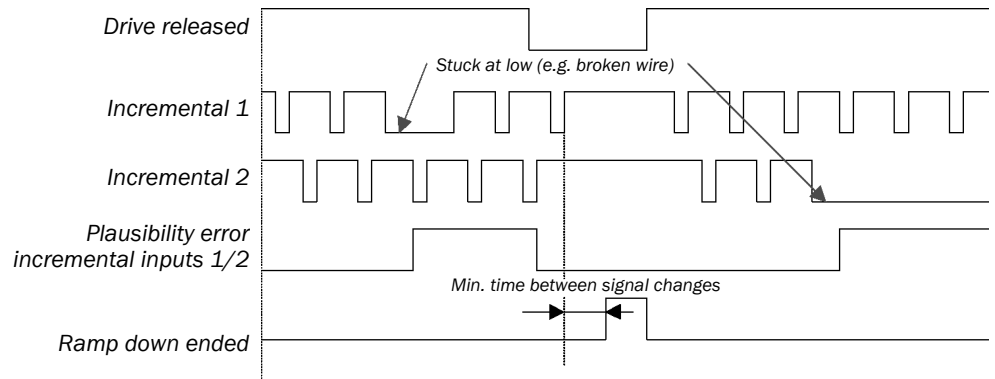 Drive released
Stuck at low (e.g. broken wire)
Incremental 1
Incremental 2
Plausibility error
incremental inputs 1/2
Min. time between signal changes
Ramp down ended